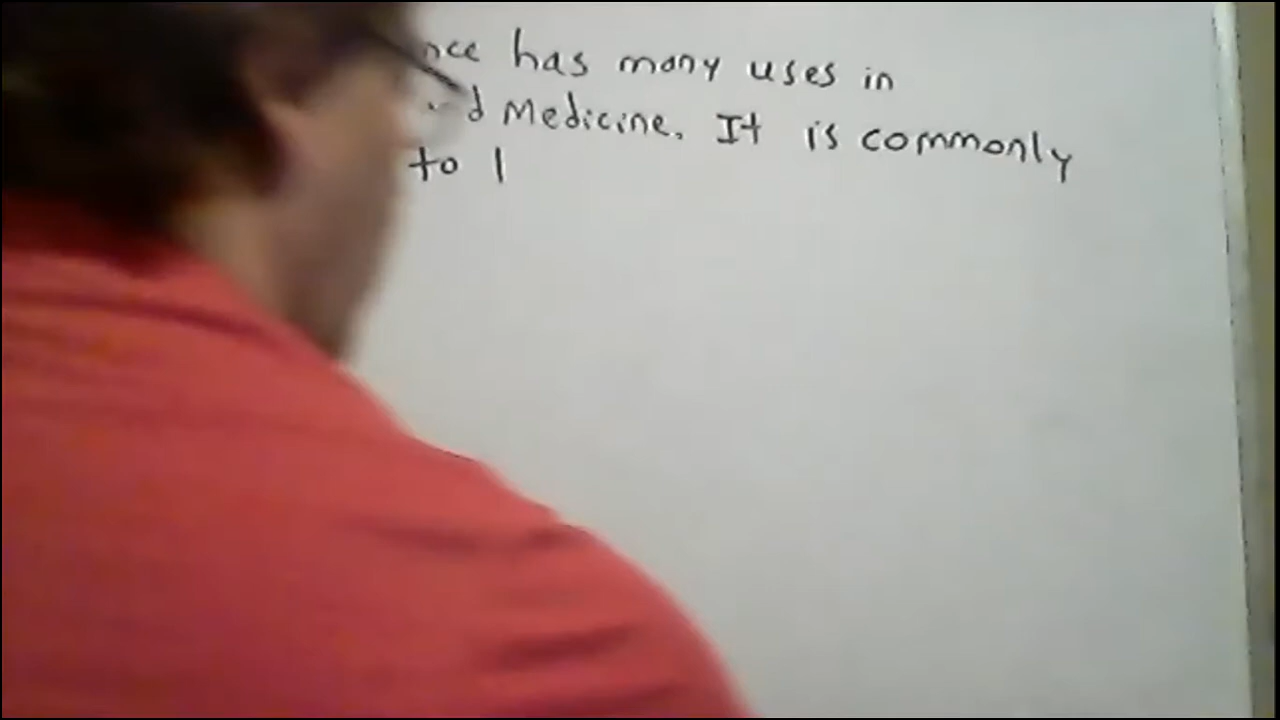 has many uses in
Medicine. It is commonly
to